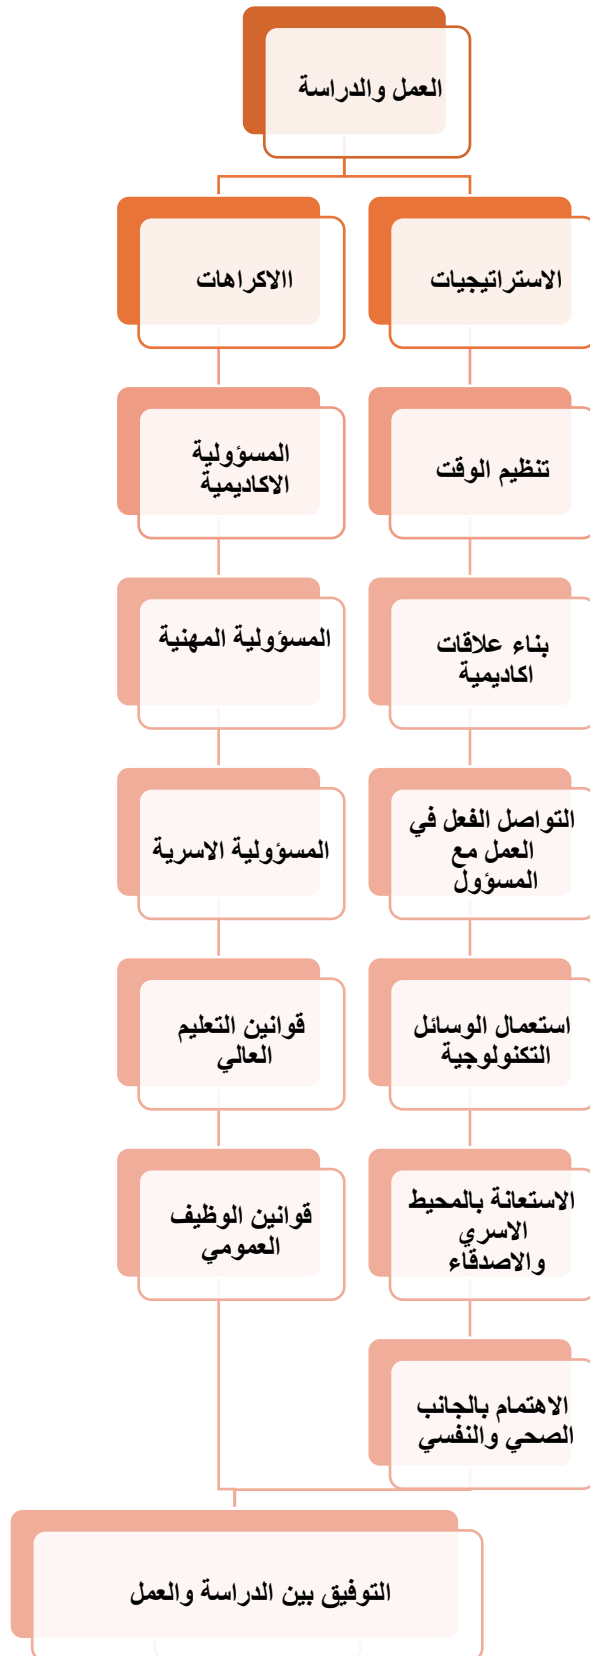 العمل والدراسة
الاستراتيجيات
تنظيم الوقت
بناء علاقات
اكاديمية
التواصل الفعل في
العمل مع
المسؤول
استعمال الوسائل
التكنولوجية
الاستعانة بالمحيط
الاسري
والاصدقاء
الاهتمام بالجانب
الصحي والنفسي
االاكراهات
المسؤولية
الاكاديمية
المسؤولية المهنية
المسؤولية الاسرية
قوانين التعليم
العالي
قوانين الوظيف
العمومي
التوفيق بين الدراسة والعمل